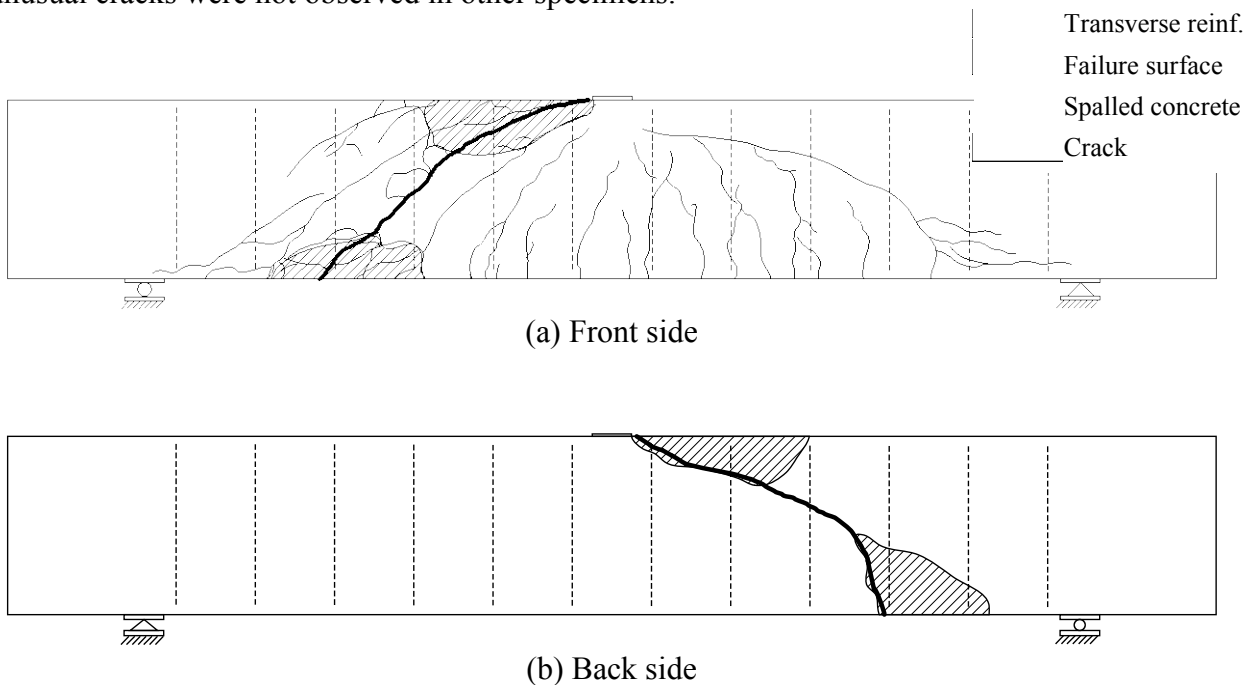 unusual cracks were not observed in other specimens.
Transverse reinf.
Failure surface
Spalled concrete
Crack
(a) Front side
(b) Back side